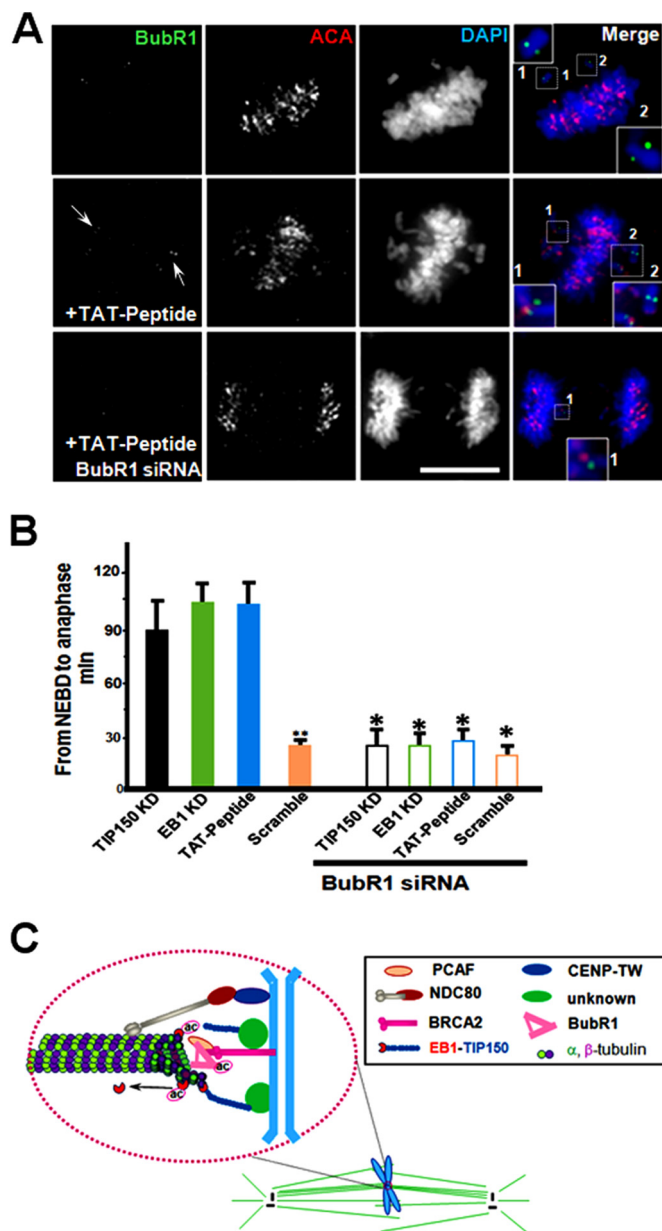 A
BubR1 ACA DAPI Merge
1 1 2
2
1
2
1 2
+TAT-Peptide
1
+TAT-Peptide
BubR1 siRNA
1
B
From NEBD to anaphase
min
120
90
30
0
** * * * *
TIP150 KD EB1 KD TAT-Peptide Scramble TIP150 KD EB1 KD TAT-Peptide Scramble
BubR1 siRNA
C
PCAF CENP-TW
NDC80 unknown
BRCA2 BubR1
EB1-TIP150 α, β-tubulin
ac
ac
ac